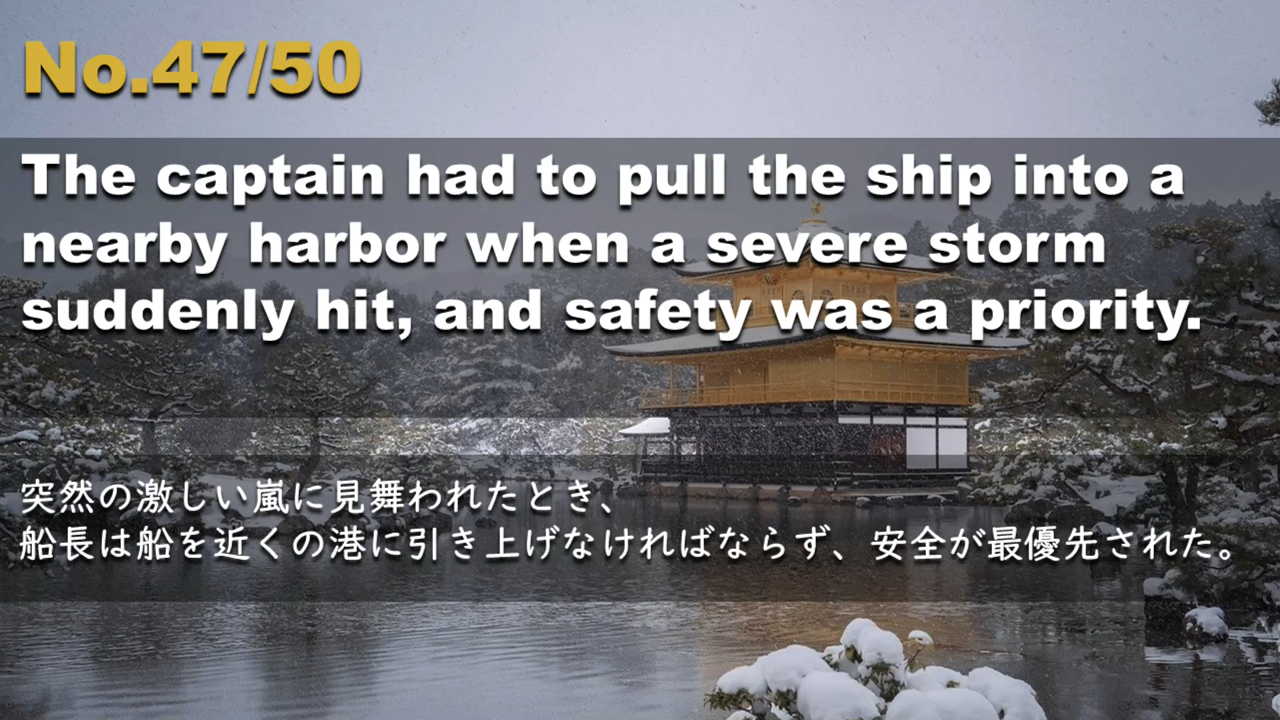 No.47/50
The captain had to pull the ship into a
nearby harbor when a severe storm
suddenly hit, and safety was a priority.
突然の激しい嵐に見舞われたとき、
船長は船を近くの港に引き上げなければならず、安全が最優先された。